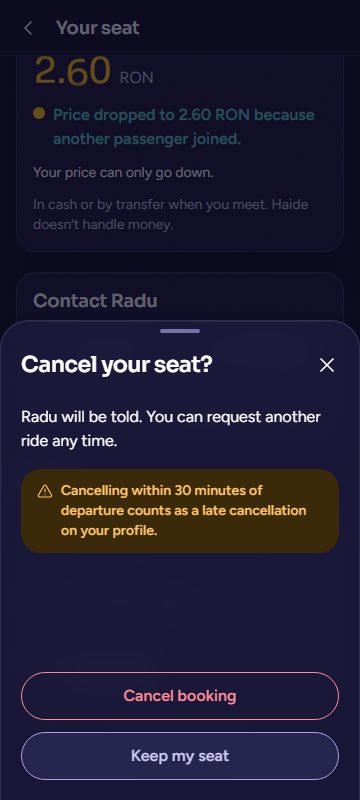 Your seat
2.60 RON
Price dropped to 2.60 RON because
another passenger joined.
Your price can only go down.
In cash or by transfer when you meet. Haide
doesn't handle money.
Contact Radu
Cancel your seat?
Radu will be told. You can request another
ride any time.
Cancelling within 30 minutes of
departure counts as a late cancellation
on your profile.
Cancel booking
Keep my seat